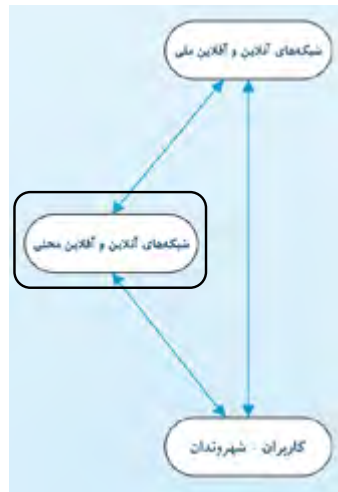 شبکه‌های آنلاین و آفلاین ملی
شبکه‌های آنلاین و آفلاین محلی
کاربران - شهروندان